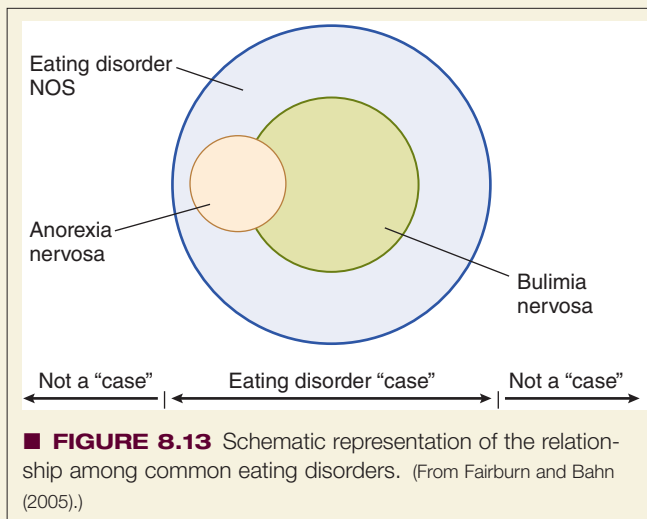 Eating disorder
NOS
Anorexia
nervosa
Bulimia
nervosa
Not a “case”
Eating disorder “case”
Not a “case”
■ FIGURE 8.13 Schematic representation of the relation-
ship among common eating disorders. (From Fairburn and Bahn
(2005).)